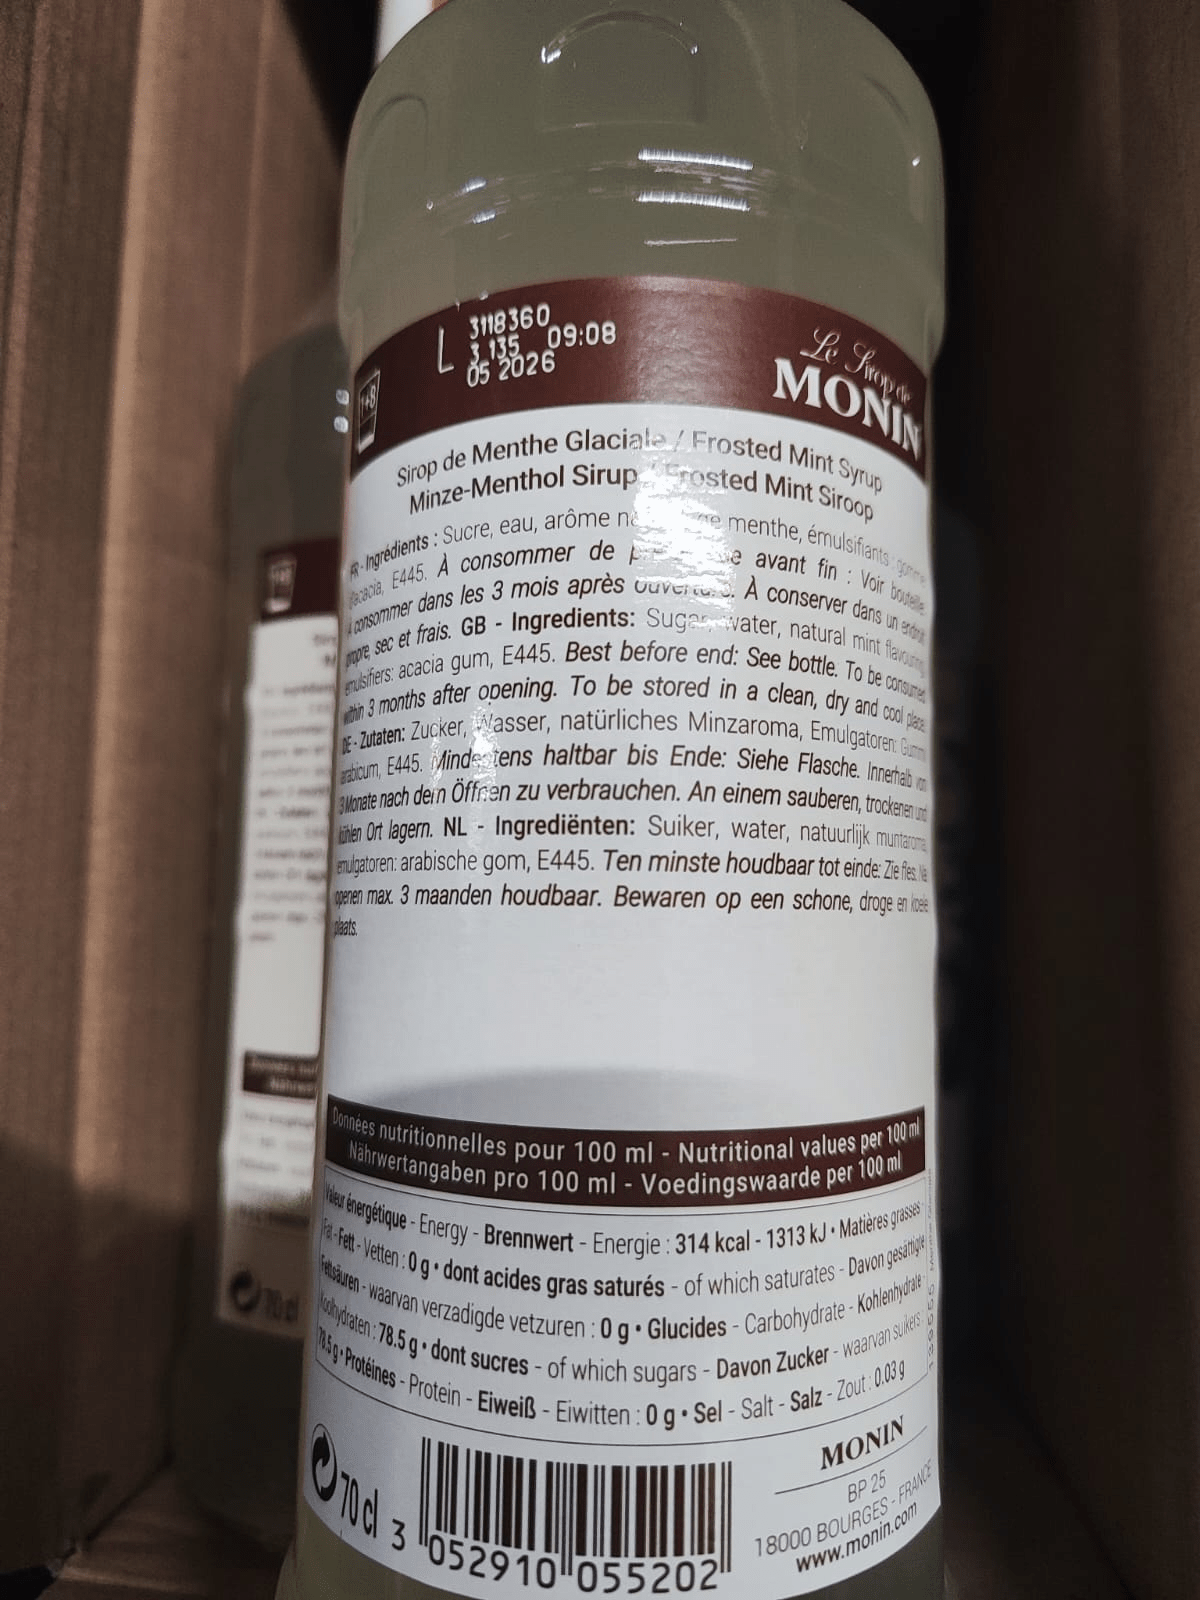 L 3118360
3 135 09:08
05 2026
1+8
Le Sirop de
MONIN
Sirop de Menthe Glaciale / Frosted Mint Syrup
Minze-Menthol Sirup / Frosted Mint Siroop
FR - Ingrédients : Sucre, eau, arôme menthe, émulsifiants : gomme
d'acacia, E445. À consommer de avant fin : Voir bouteille.
À consommer dans les 3 mois après ouverture. À conserver dans un endroit
propre, sec et frais. GB - Ingredients: Sugar, water, natural mint flavouring,
emulsifiers: acacia gum, E445. Best before end: See bottle. To be consumed
within 3 months after opening. To be stored in a clean, dry and cool place.
DE - Zutaten: Zucker, Wasser, natürliches Minzaroma, Emulgatoren: Gummi
arabicum, E445. Mindestens haltbar bis Ende: Siehe Flasche. Innerhalb von
3 Monate nach dem Öffnen zu verbrauchen. An einem sauberen, trockenen und
kühlen Ort lagern. NL - Ingrediënten: Suiker, water, natuurlijk muntaroma,
emulgatoren: arabische gom, E445. Ten minste houdbaar tot einde: Zie fles. Na
openen max. 3 maanden houdbaar. Bewaren op een schone, droge en koele
plaats.
Données nutritionnelles pour 100 ml - Nutritional values per 100 ml
Nährwertangaben pro 100 ml - Voedingswaarde per 100 ml
Valeur énergétique - Energy - Brennwert - Energie : 314 kcal - 1313 kJ • Matières grasses -
Fat - Fett - Vetten : 0 g • dont acides gras saturés - of which saturates - Davon gesättigte
Fettsäuren - waarvan verzadigde vetzuren : 0 g • Glucides - Carbohydrate - Kohlenhydrate -
Koolhydraten : 78.5 g • dont sucres - of which sugars - Davon Zucker - waarvan suikers :
78.5 g • Protéines - Protein - Eiweiß - Eiwitten : 0 g • Sel - Salt - Salz - Zout : 0.03 g
70 cl
3 052910 055202
MONIN
BP 25
18000 BOURGES - FRANCE
www.monin.com